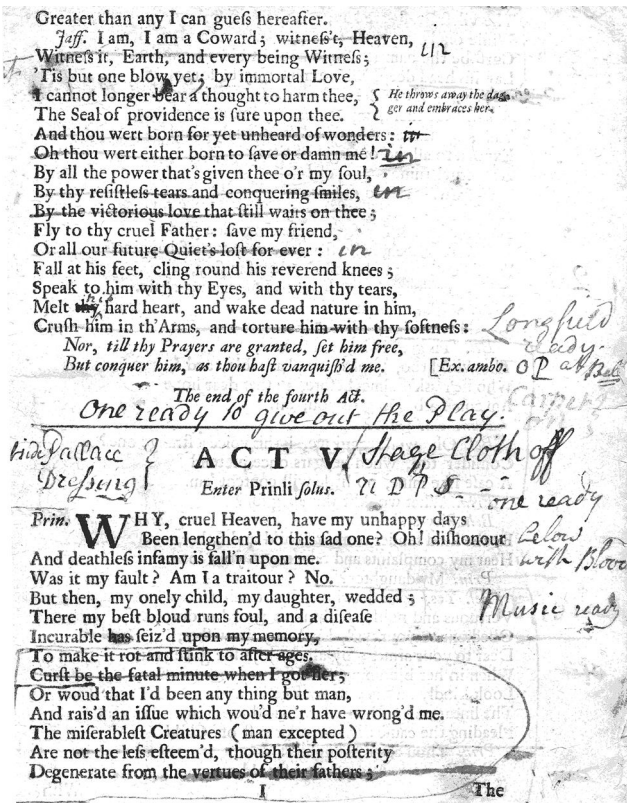 Greater than any I can gueſs hereafter.
Jaff. I am, I am a Coward; witneſs't, Heaven,
Witneſs it, Earth, and every being Witneſs; in
'Tis but one blow yet; by immortal Love,
I cannot longer bear a thought to harm thee, { He throws away the dag-
The Seal of providence is ſure upon thee. { ger and embraces her.
And thou wert born for yet unheard of wonders: in
Oh thou wert either born to ſave or damn me! in
By all the power that's given thee o'r my ſoul,
By thy reſiſtleſs tears and conquering ſmiles, in
By the victorious love that ſtill waits on thee;
Fly to thy cruel Father: ſave my friend,
Or all our future Quiet's loſt for ever: in
Fall at his feet, cling round his reverend knees;
Speak to him with thy Eyes, and with thy tears,
Melt thy his hard heart, and wake dead nature in him,
Cruſh him in th'Arms, and torture him with thy ſoftneſs: Longfield
Nor, till thy Prayers are granted, ſet him free, ready.
But conquer him, as thou haſt vanquiſh'd me. [Ex. ambo. OP at Bell
The end of the fourth Act.
One ready to give out the Play.
Pallace
Dressing }
ACT V. Stage Cloth off
Enter Prinli ſolus.
one ready
Prin. WHY, cruel Heaven, have my unhappy days
Been lengthen'd to this ſad one? Oh! diſhonour below
And deathleſs infamy is fall'n upon me. with Blood
Was it my fault? Am I a traitour? No.
But then, my onely child, my daughter, wedded;
There my beſt bloud runs foul, and a diſeaſe Music ready
Incurable has ſeiz'd upon my memory,
To make it rot and ſtink to after ages.
Curſt be the fatal minute when I got her;
Or woud that I'd been any thing but man,
And rais'd an iſſue which wou'd ne'r have wrong'd me.
The miſerableſt Creatures (man excepted)
Are not the leſs eſteem'd, though their poſterity
Degenerate from the vertues of their fathers;
I The